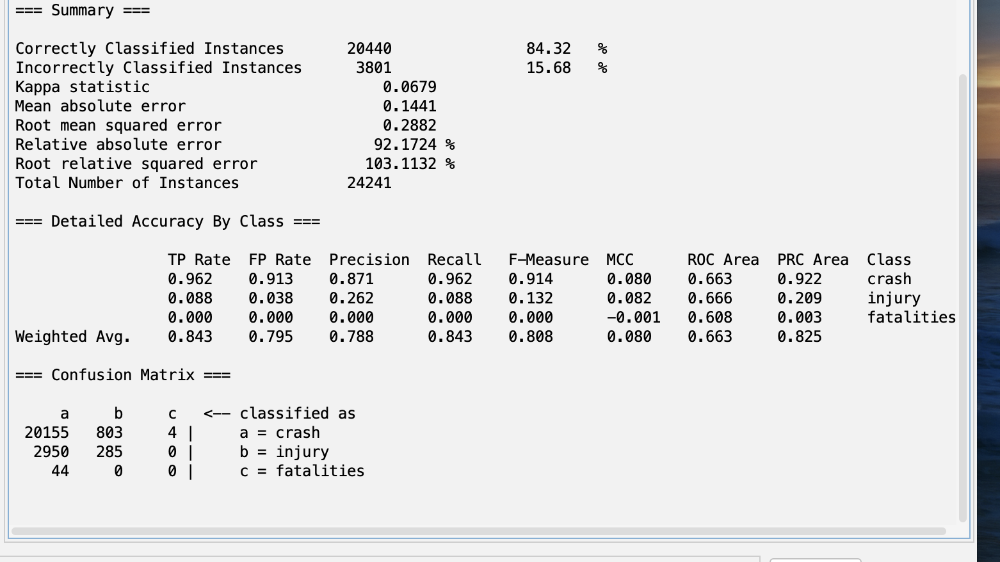 === Summary ===
Correctly Classified Instances 20440 84.32 %
Incorrectly Classified Instances 3801 15.68 %
Kappa statistic 0.0679
Mean absolute error 0.1441
Root mean squared error 0.2882
Relative absolute error 92.1724 %
Root relative squared error 103.1132 %
Total Number of Instances 24241
=== Detailed Accuracy By Class ===
TP Rate FP Rate Precision Recall F-Measure MCC ROC Area PRC Area Class
0.962 0.913 0.871 0.962 0.914 0.080 0.663 0.922 crash
0.088 0.038 0.262 0.088 0.132 0.082 0.666 0.209 injury
0.000 0.000 0.000 0.000 0.000 -0.001 0.608 0.003 fatalities
Weighted Avg. 0.843 0.795 0.788 0.843 0.808 0.080 0.663 0.825
=== Confusion Matrix ===
a b c <-- classified as
20155 803 4 | a = crash
2950 285 0 | b = injury
44 0 0 | c = fatalities